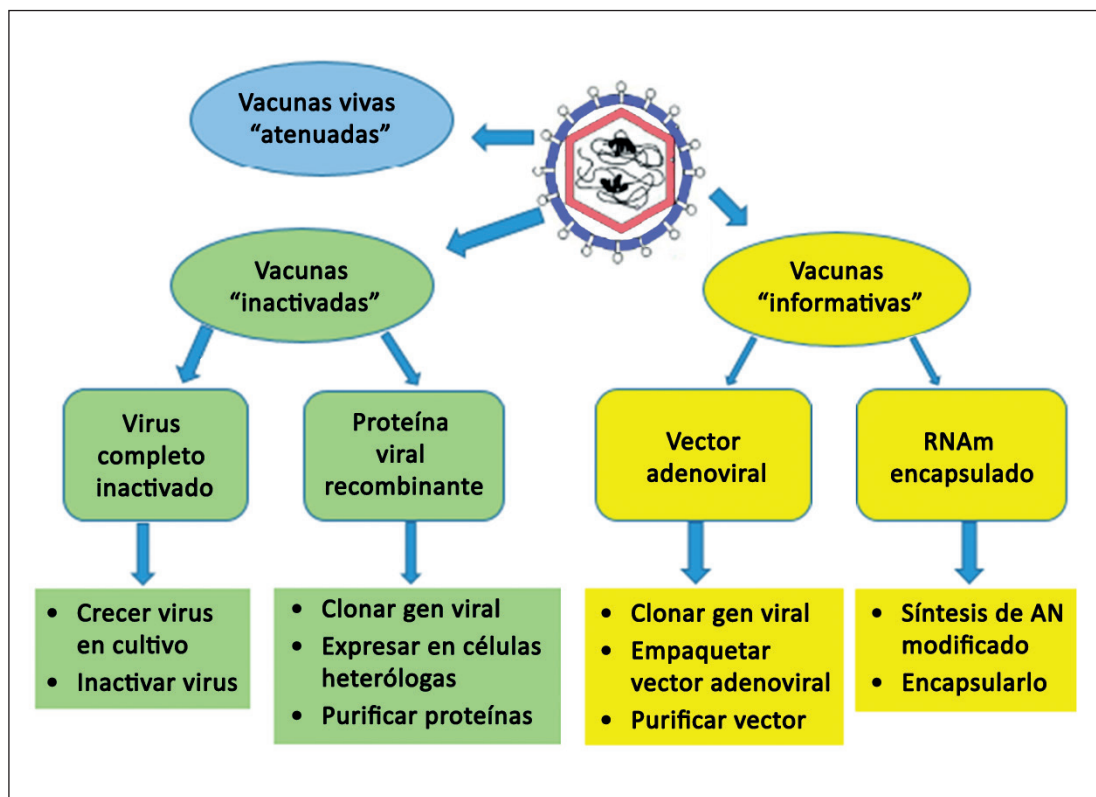 Vacunas vivas
“atenuadas”
Vacunas
“inactivadas”
Vacunas
“informativas”
Virus
completo
inactivado
Proteína
viral
recombinante
Vector
adenoviral
RNAm
encapsulado
• Crecer virus
en cultivo
• Inactivar virus
• Clonar gen viral
• Expresar en células
heterólogas
• Purificar proteínas
• Clonar gen viral
• Empaquetar
vector adenoviral
• Purificar vector
• Síntesis de AN
modificado
• Encapsularlo